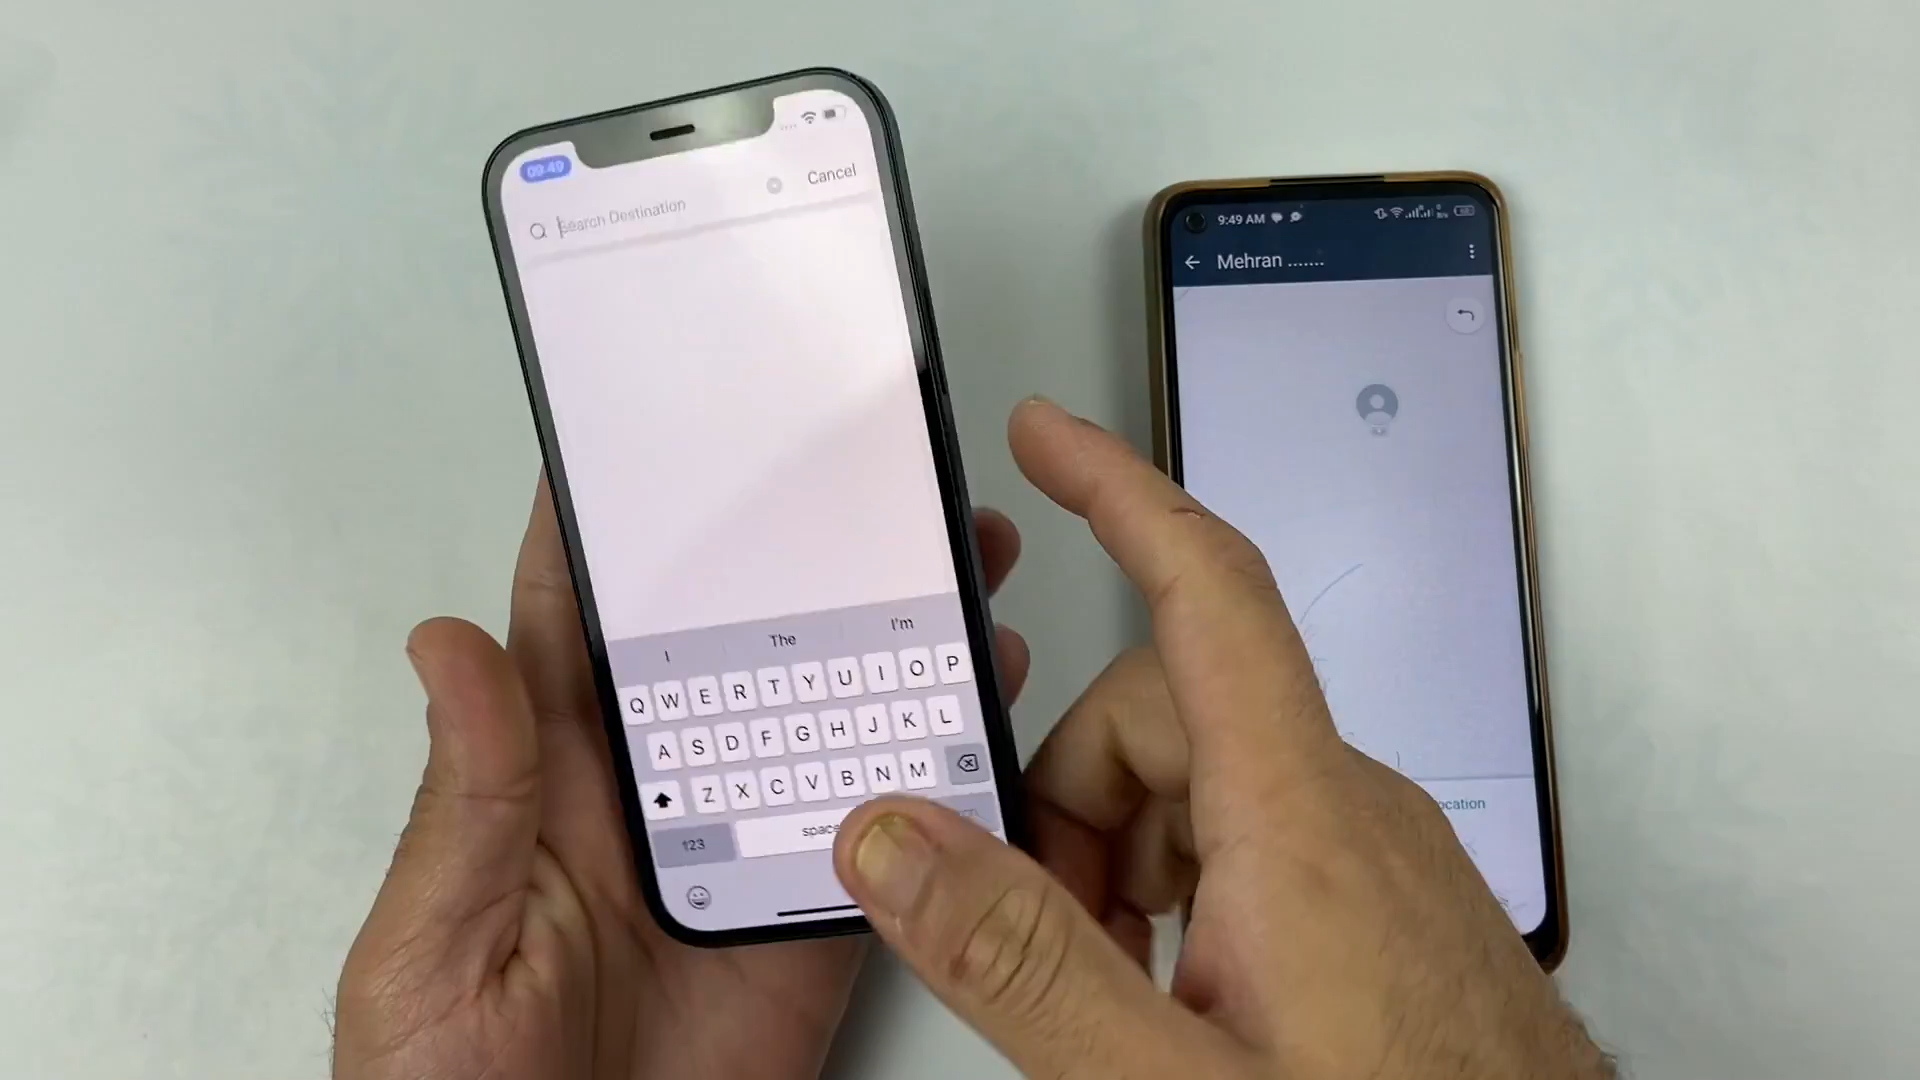 09:49
Search Destination
Cancel
I The I'm
Q W E R T Y U I O P
A S D F G H J K L
Z X C V B N M
123 space
9:49 AM
Mehran .......
ocation